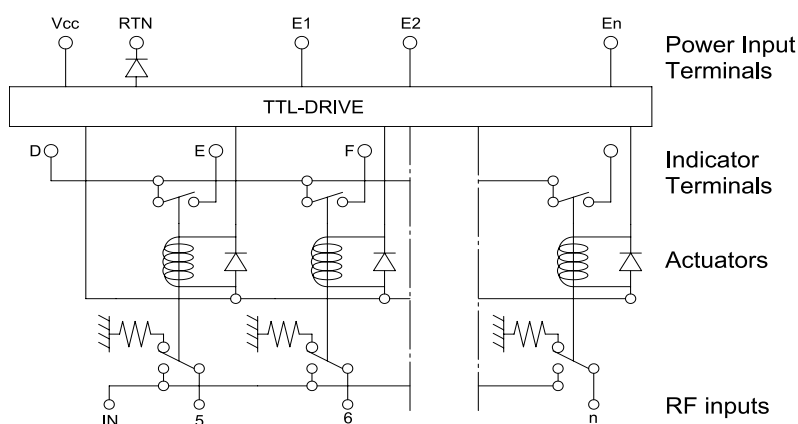 Vcc RTN E1 E2 En
Power Input
Terminals
TTL-DRIVE
D E F
Indicator
Terminals
Actuators
IN 5 6 n
RF inputs